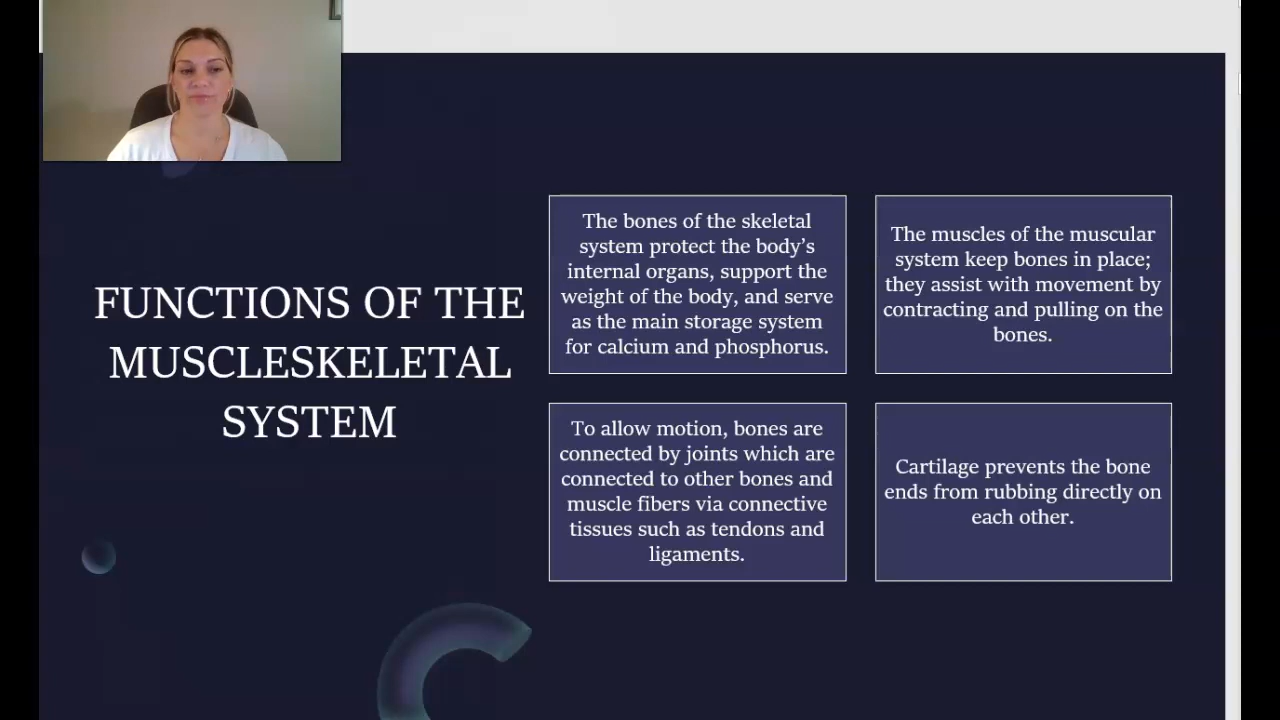 FUNCTIONS OF THE
MUSCLESKELETAL
SYSTEM
The bones of the skeletal
system protect the body's
internal organs, support the
weight of the body, and serve
as the main storage system
for calcium and phosphorus.
The muscles of the muscular
system keep bones in place;
they assist with movement by
contracting and pulling on the
bones.
To allow motion, bones are
connected by joints which are
connected to other bones and
muscle fibers via connective
tissues such as tendons and
ligaments.
Cartilage prevents the bone
ends from rubbing directly on
each other.